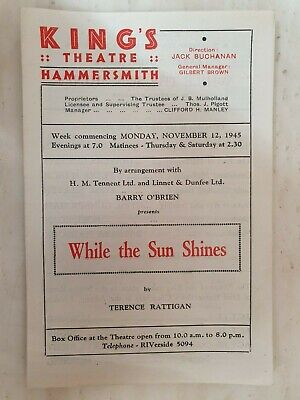 KING'S
:: THEATRE ::
HAMMERSMITH
Direction:
JACK BUCHANAN
General Manager:
GILBERT BROWN
Proprietors ... ... The Trustees of J. B. Mulholland
Licensee and Supervising Trustee ... Thos. J. Pigott
Manager ... ... ... ... ... ... CLIFFORD H. MANLEY
Week commencing MONDAY, NOVEMBER 12, 1945
Evenings at 7.0 Matinees - Thursday & Saturday at 2.30
By arrangement with
H. M. Tennent Ltd. and Linnet & Dunfee Ltd.
BARRY O'BRIEN
presents
While the Sun Shines
by
TERENCE RATTIGAN
Box Office at the Theatre open from 10.0 a.m. to 8.0 p.m.
Telephone - RIVerside 5094